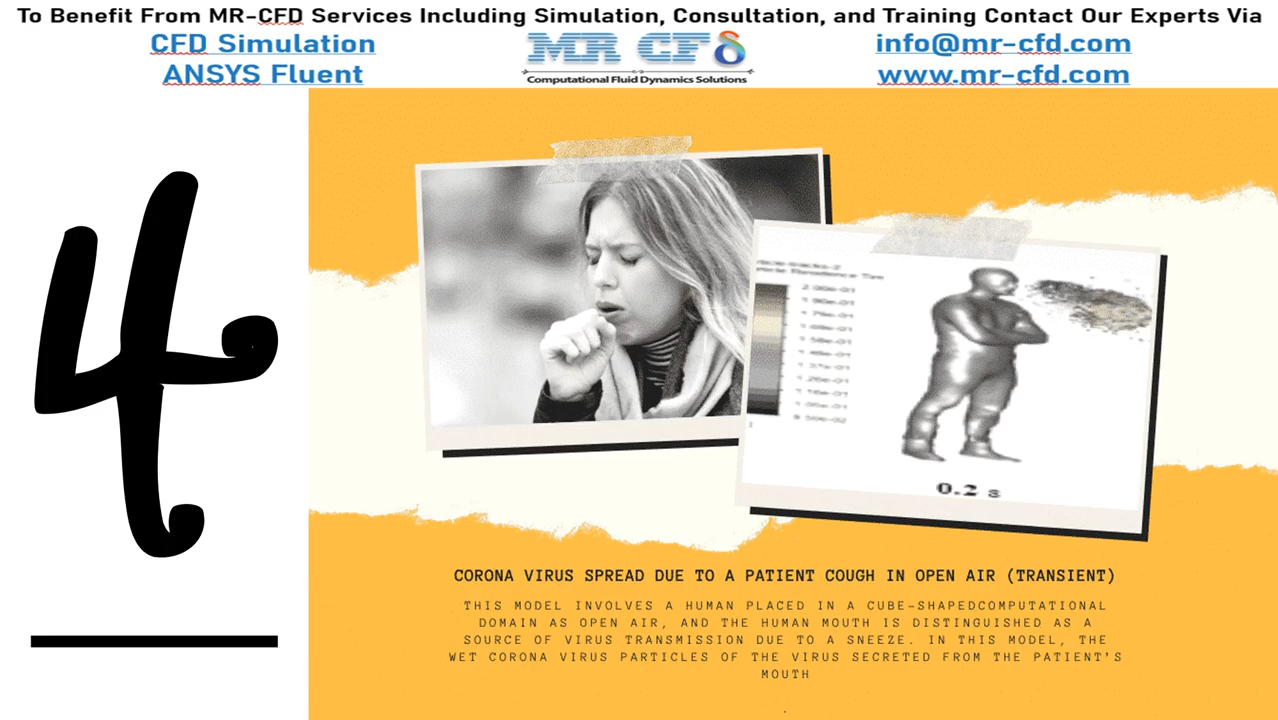 To Benefit From MR-CFD Services Including Simulation, Consultation, and Training Contact Our Experts Via
CFD Simulation
ANSYS Fluent
MR CFD
Computational Fluid Dynamics Solutions
info@mr-cfd.com
www.mr-cfd.com
4
0.2 s
CORONA VIRUS SPREAD DUE TO A PATIENT COUGH IN OPEN AIR (TRANSIENT)
THIS MODEL INVOLVES A HUMAN PLACED IN A CUBE-SHAPEDCOMPUTATIONAL
DOMAIN AS OPEN AIR, AND THE HUMAN MOUTH IS DISTINGUISHED AS A
SOURCE OF VIRUS TRANSMISSION DUE TO A SNEEZE. IN THIS MODEL, THE
WET CORONA VIRUS PARTICLES OF THE VIRUS SECRETED FROM THE PATIENT'S
MOUTH
.